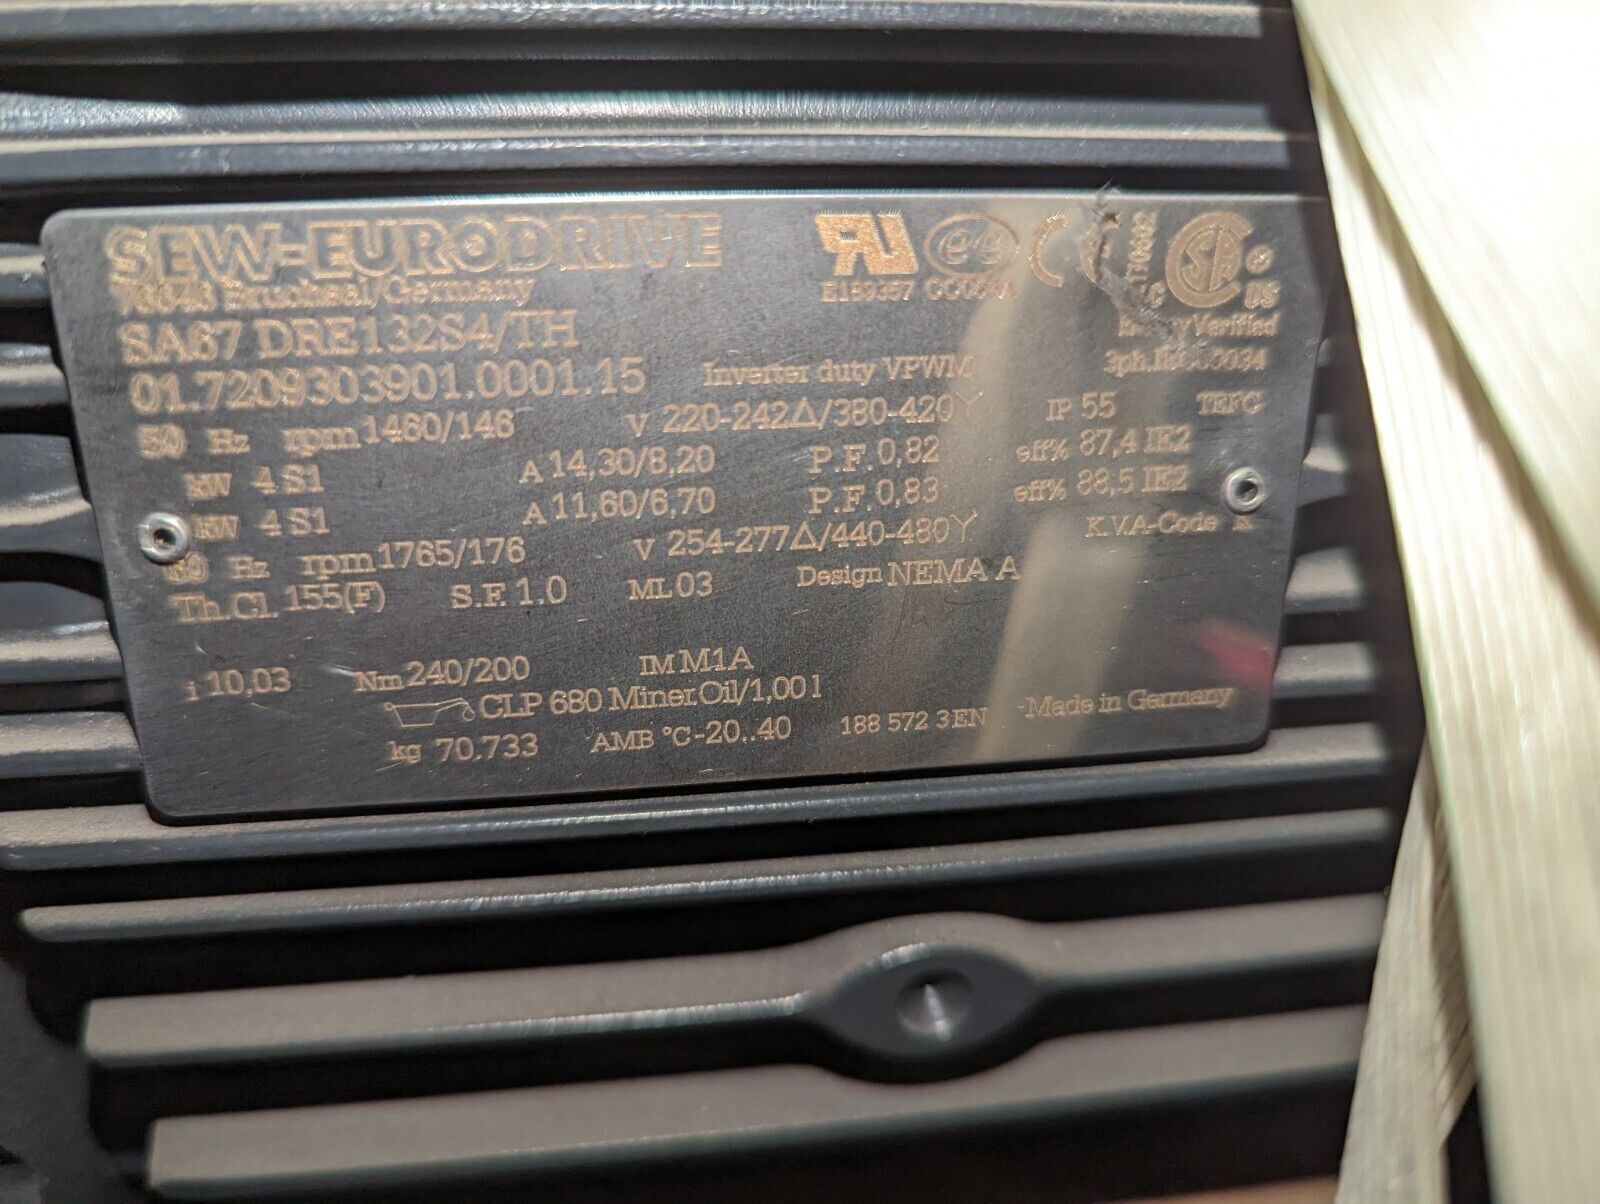 SEW-EURODRIVE
76646 Bruchsal/Germany
E189357 CC056A
SA67 DRE132S4/TH
Verified
01.7209303901.0001.15 Inverter duty VPWM
50 Hz rpm 1460/146 V 220-242Δ/380-420Y IP 55 TEFC
kW 4 S1 A 14,30/8,20 P.F. 0,82 eff% 87,4 IE2
kW 4 S1 A 11,60/6,70 P.F. 0,83 eff% 88,5 IE2
60 Hz rpm 1765/176 V 254-277Δ/440-480Y K.V.A-Code K
Th.Cl. 155(F) S.F. 1.0 ML 03 Design NEMA A
i 10,03 Nm 240/200 IM M1A
CLP 680 Miner.Oil/1,00 l
kg 70.733 AMB °C -20..40 188 572 3 EN Made in Germany